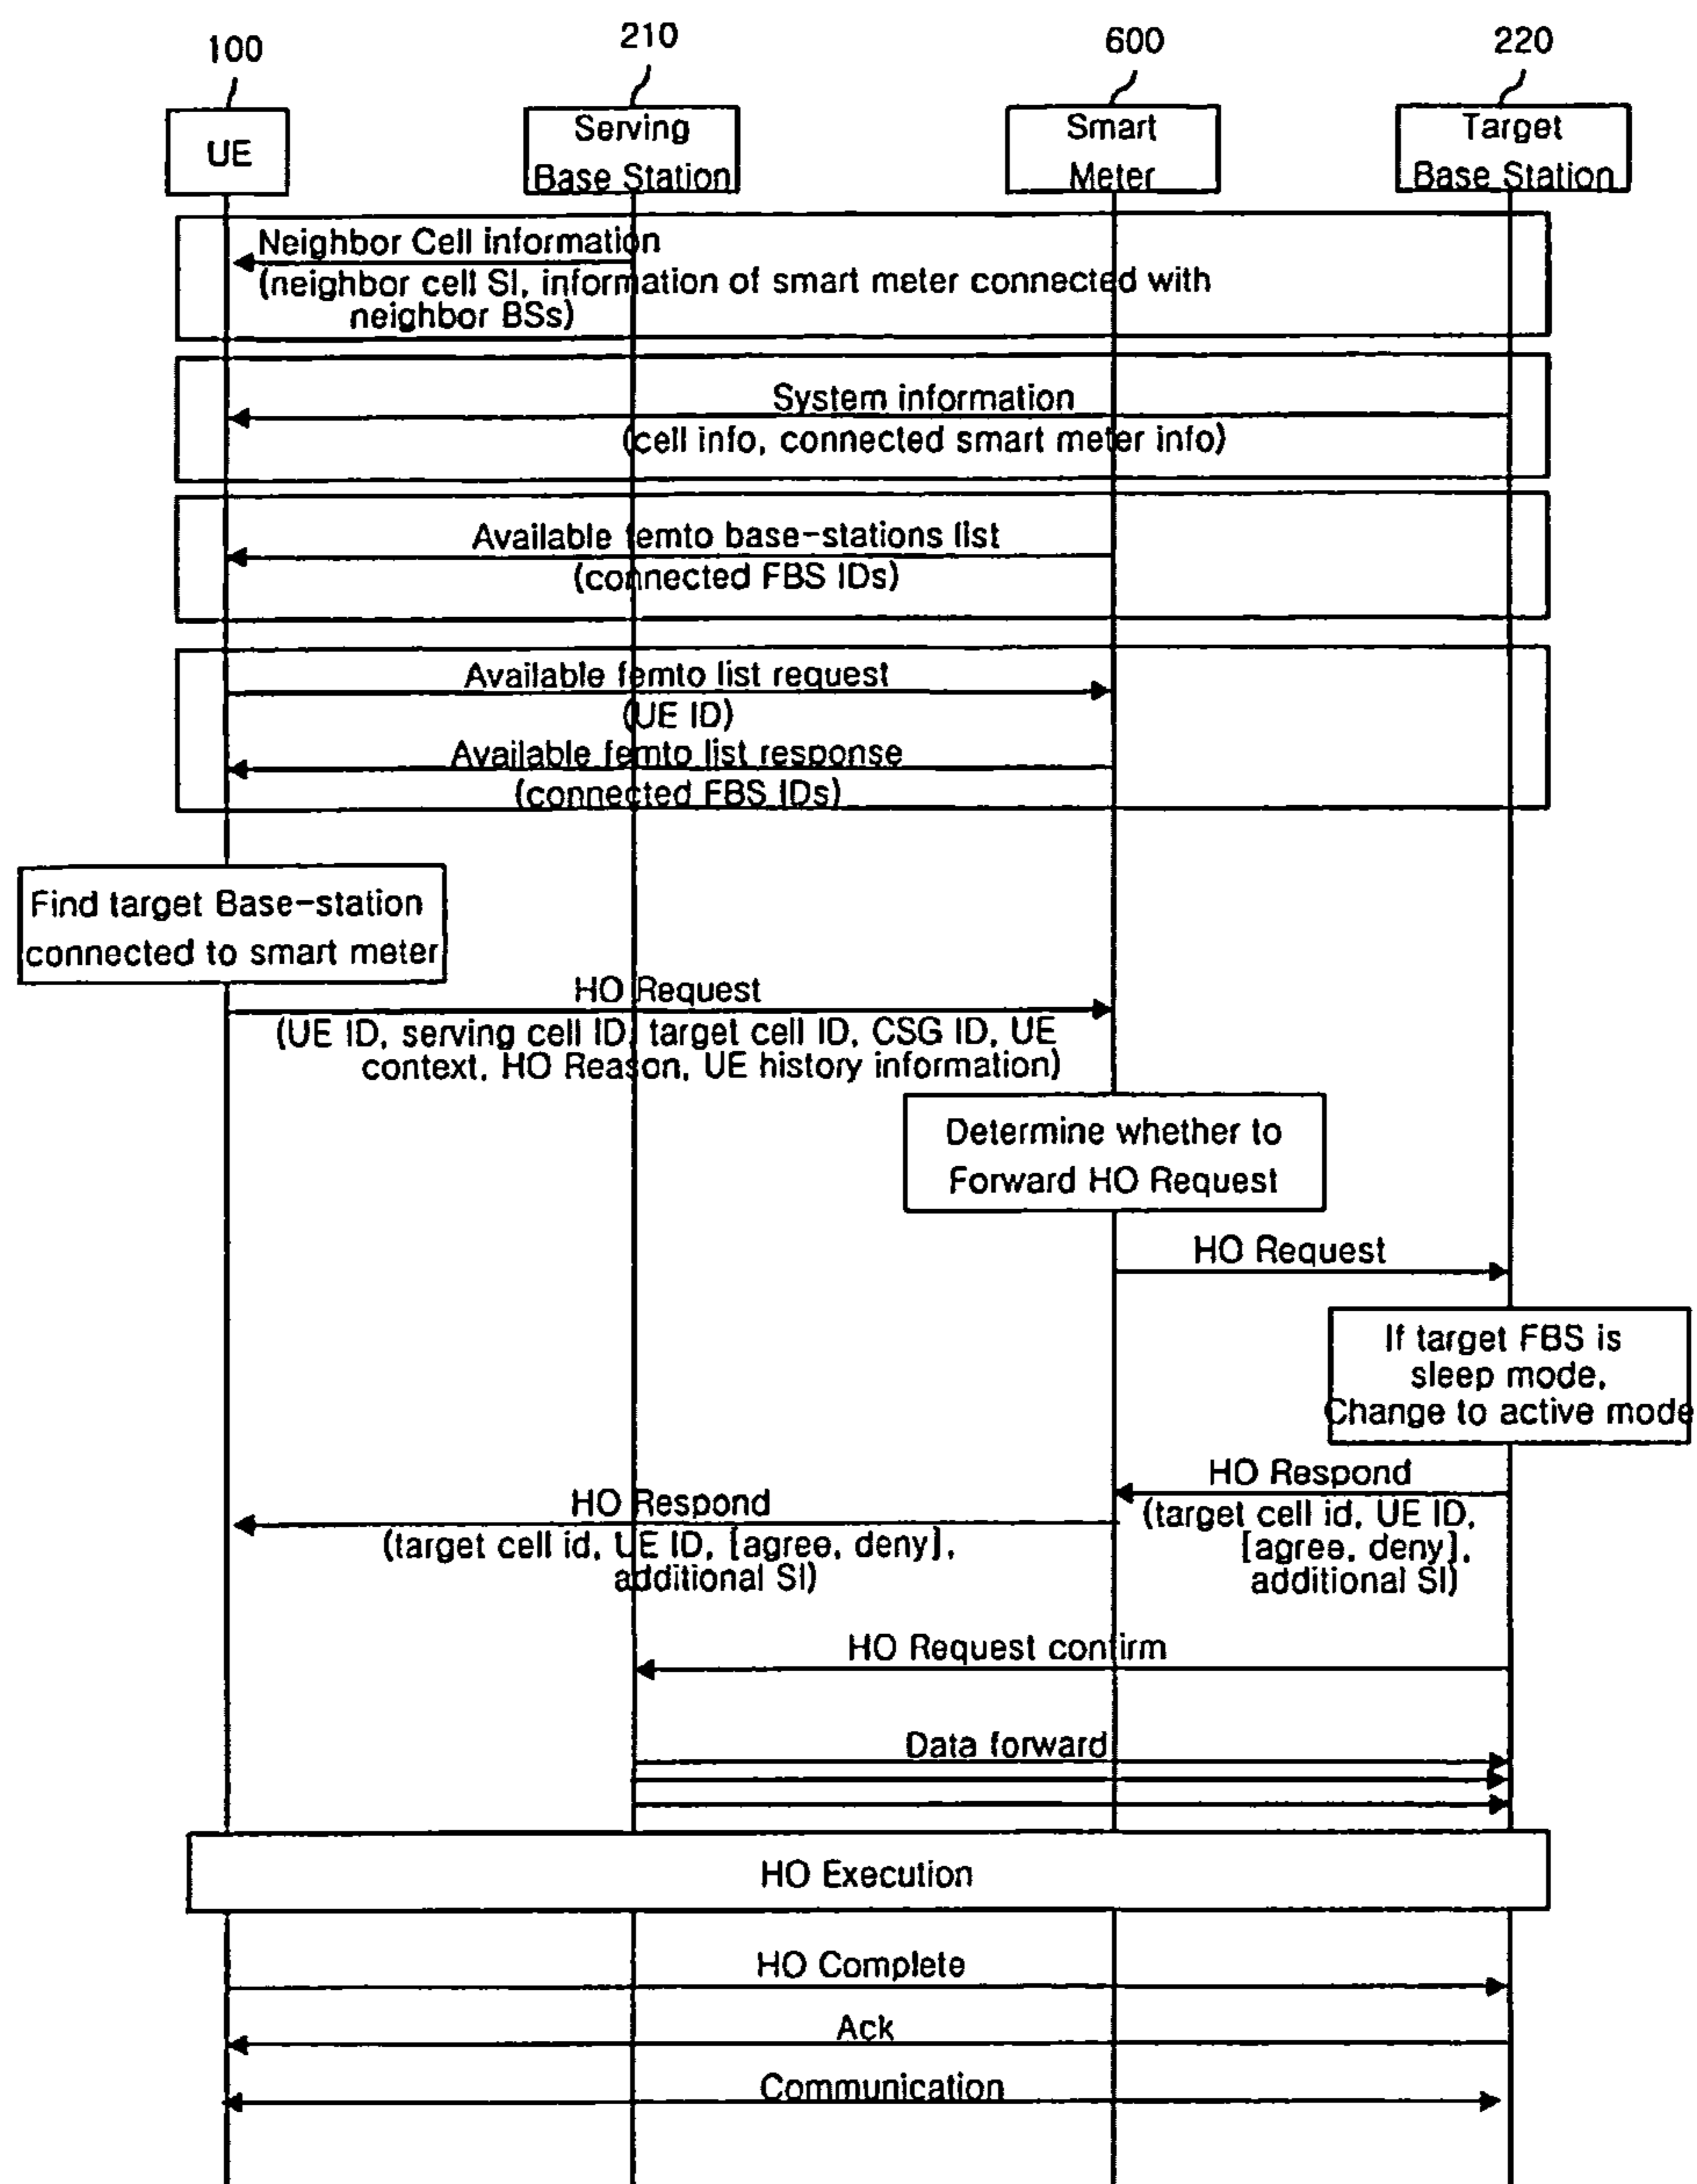 100
210
600
220
UE
Serving
Base Station
Smart
Meter
Target
Base Station
Neighbor Cell information
(neighbor cell SI, information of smart meter connected with
neighbor BSs)
System information
(cell info, connected smart meter info)
Available femto base-stations list
(connected FBS IDs)
Available femto list request
(UE ID)
Available femto list response
(connected FBS IDs)
Find target Base-station
connected to smart meter
HO Request
(UE ID, serving cell ID, target cell ID, CSG ID, UE
context, HO Reason, UE history information)
Determine whether to
Forward HO Request
HO Request
If target FBS is
sleep mode,
Change to active mode
HO Respond
(target cell id, UE ID,
[agree, deny],
additional SI)
HO Respond
(target cell id, UE ID, [agree, deny],
additional SI)
HO Request confirm
Data forward
HO Execution
HO Complete
Ack
Communication